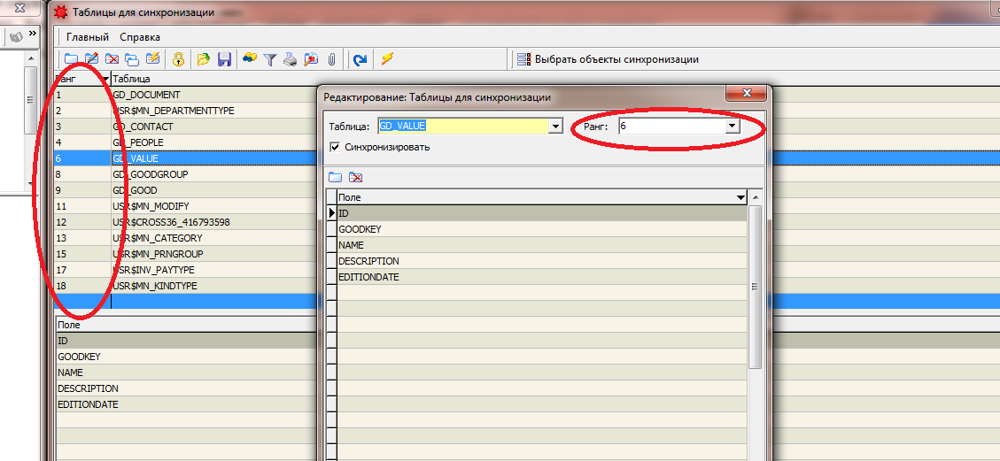 Таблицы для синхронизации
Главный Справка
Выбрать объекты синхронизации
Ранг Таблица
1 GD_DOCUMENT
2 USR$MN_DEPARTMENTTYPE
3 GD_CONTACT
4 GD_PEOPLE
6 GD_VALUE
8 GD_GOODGROUP
9 GD_GOOD
11 USR$MN_MODIFY
12 USR$CROSS36_416793598
13 USR$MN_CATEGORY
15 USR$MN_PRNGROUP
17 USR$INV_PAYTYPE
18 USR$MN_KINDTYPE
Поле
ID
GOODKEY
NAME
DESCRIPTION
EDITIONDATE
Редактирование: Таблицы для синхронизации
Таблица: GD_VALUE Ранг: 6
Синхронизировать
Поле
ID
GOODKEY
NAME
DESCRIPTION
EDITIONDATE